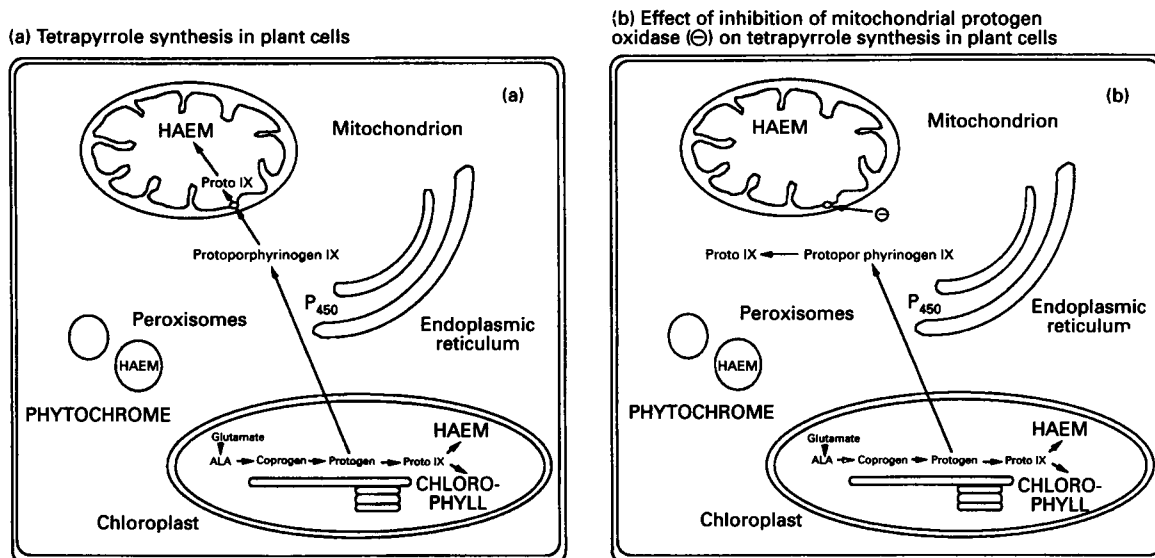 (a) Tetrapyrrole synthesis in plant cells
(a)
HAEM
Mitochondrion
Proto IX
Protoporphyrinogen IX
P450
Peroxisomes
Endoplasmic
reticulum
HAEM
PHYTOCHROME
Glutamate
HAEM
ALA Coprogen Protogen Proto IX
CHLORO-
PHYLL
Chloroplast
(b) Effect of inhibition of mitochondrial protogen
oxidase (⊖) on tetrapyrrole synthesis in plant cells
(b)
HAEM
Mitochondrion
⊖
Proto IX Protopor phyrinogen IX
P450
Peroxisomes
Endoplasmic
reticulum
HAEM
PHYTOCHROME
Glutamate
HAEM
ALA Coprogen Protogen Proto IX
CHLORO-
PHYLL
Chloroplast